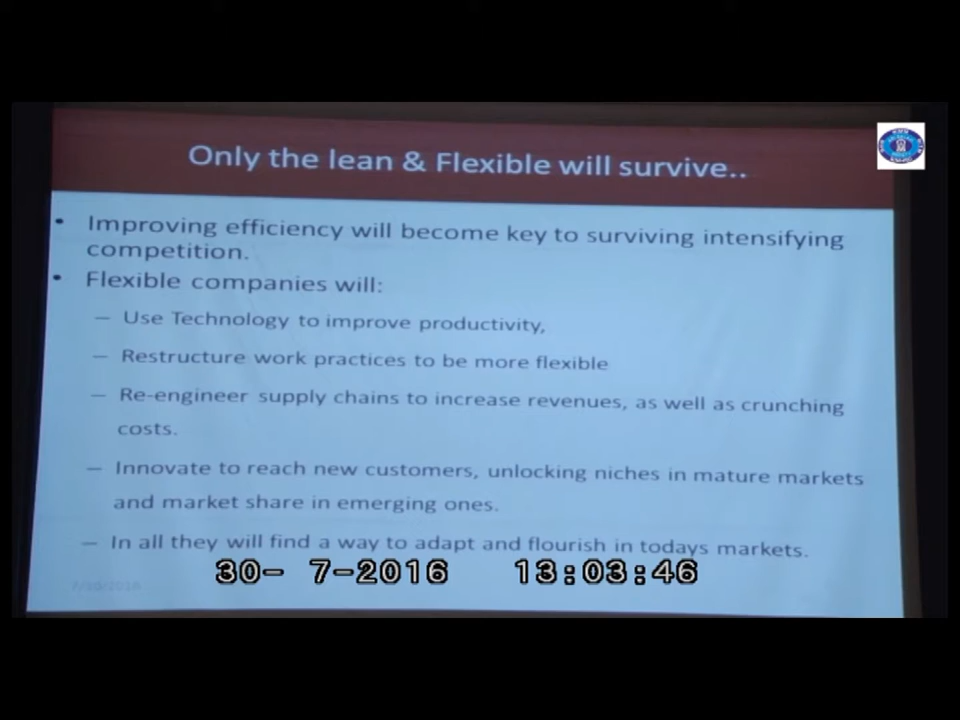 Only the lean & Flexible will survive..
• Improving efficiency will become key to surviving intensifying
competition.
• Flexible companies will:
– Use Technology to improve productivity,
– Restructure work practices to be more flexible
– Re-engineer supply chains to increase revenues, as well as crunching
costs.
– Innovate to reach new customers, unlocking niches in mature markets
and market share in emerging ones.
– In all they will find a way to adapt and flourish in todays markets.
30- 7-2016 13:03:46